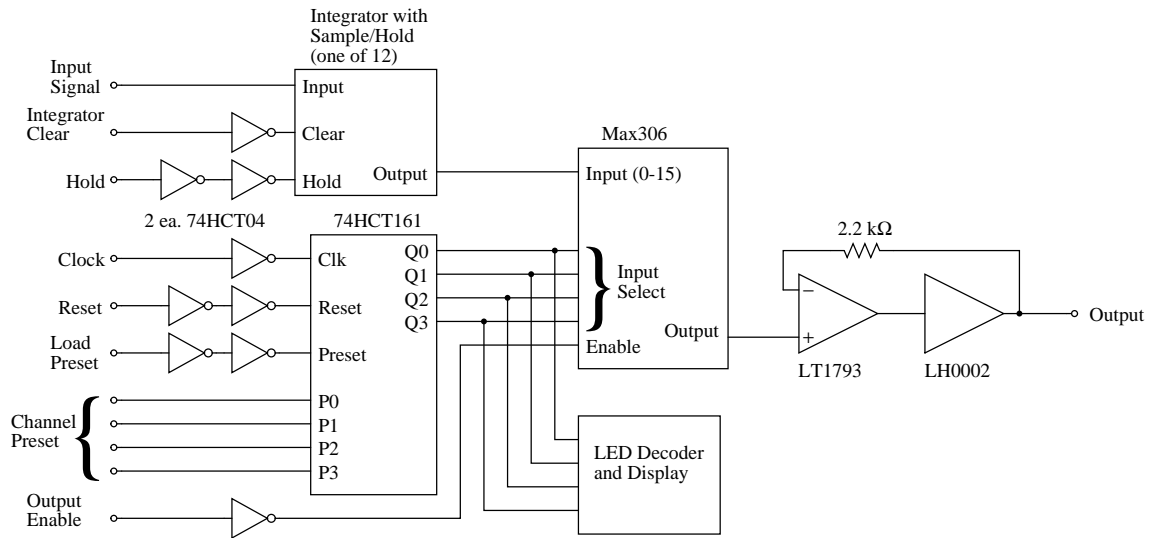 Integrator with
Sample/Hold
(one of 12)
Input
Signal
Input
Integrator
Clear
Clear
Hold
Hold
Output
2 ea. 74HCT04
74HCT161
Clock
Clk
Reset
Reset
Load
Preset
Preset
Channel
Preset
P0
P1
P2
P3
Q0
Q1
Q2
Q3
Output
Enable
Max306
Input (0-15)
Input
Select
Output
Enable
LED Decoder
and Display
2.2 kΩ
−
+
LT1793
LH0002
Output